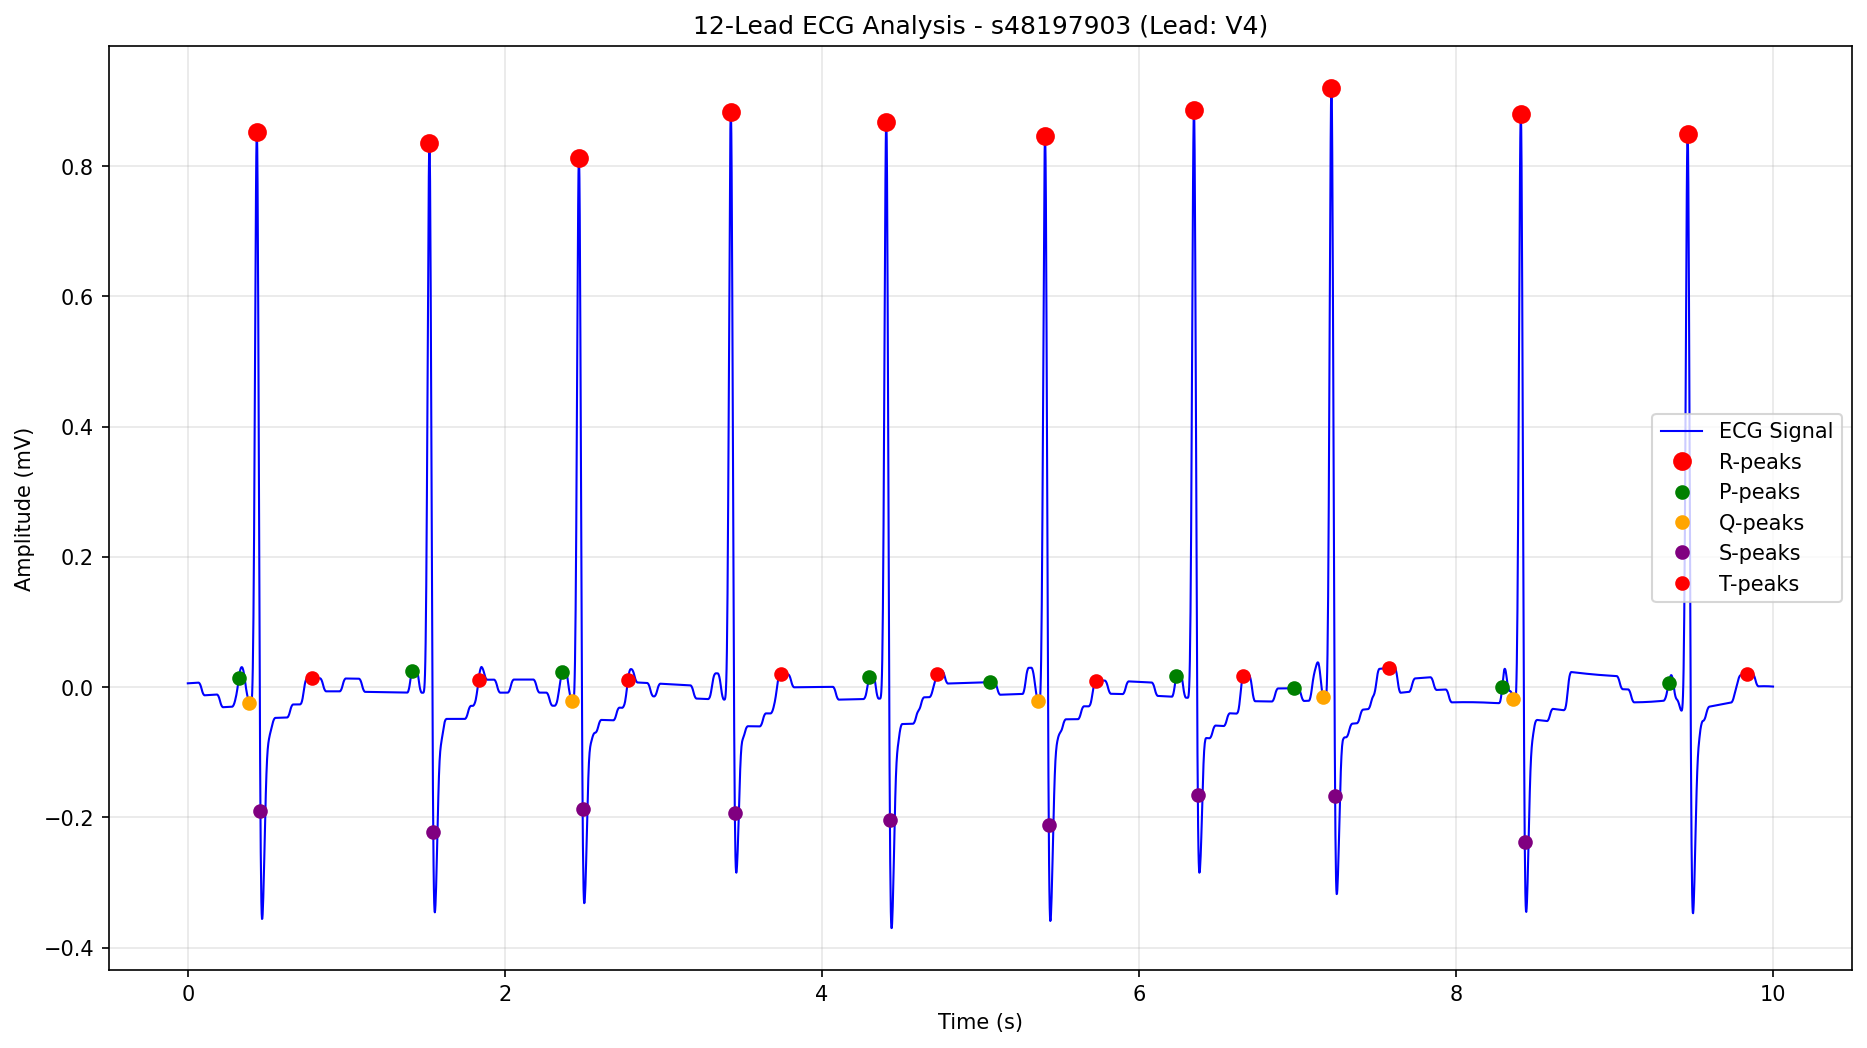 12-Lead ECG Analysis - s48197903 (Lead: V4)
Amplitude (mV)
0.8
0.6
0.4
0.2
0.0
−0.2
−0.4
ECG Signal
R-peaks
P-peaks
Q-peaks
S-peaks
T-peaks
0 2 4 6 8 10
Time (s)